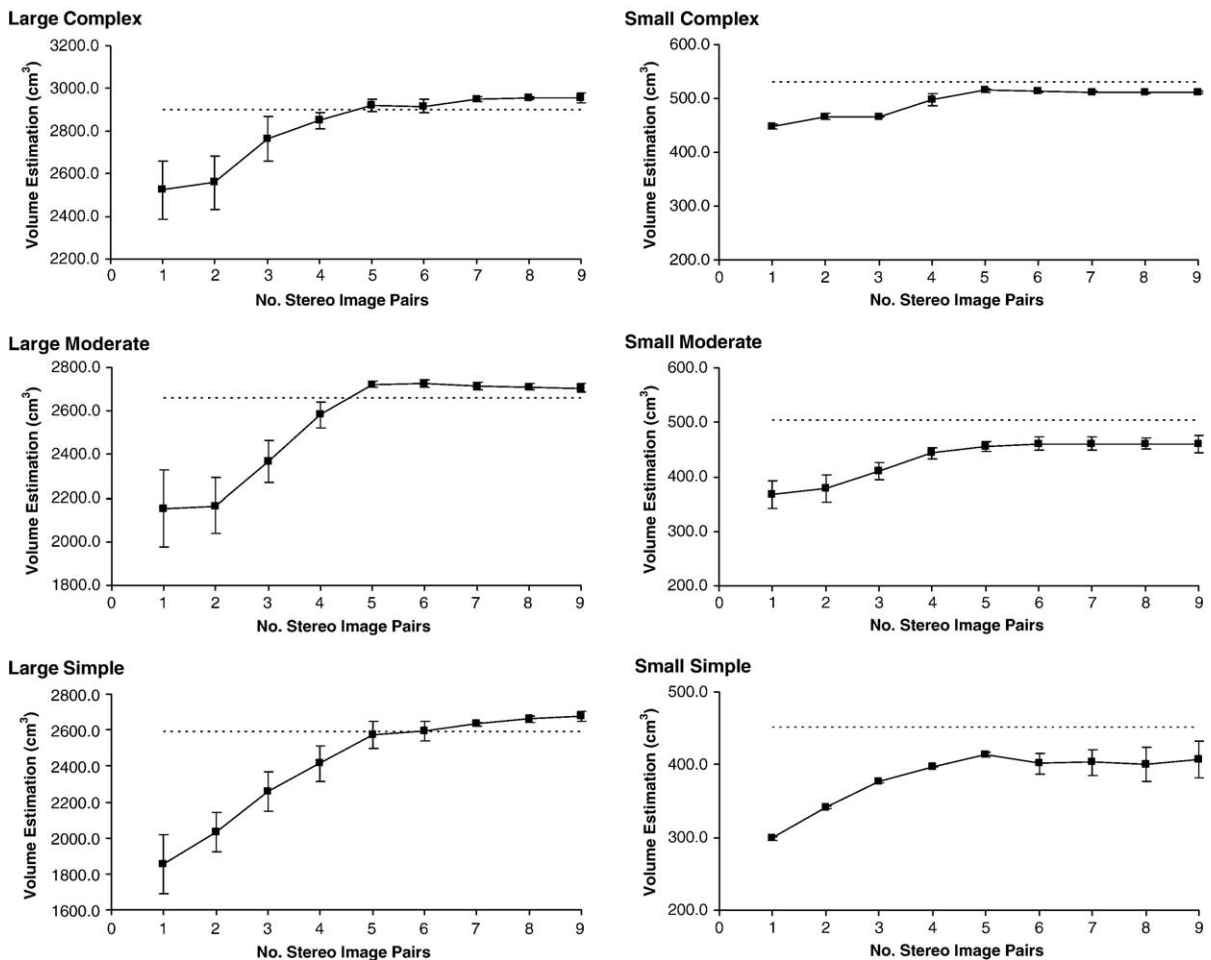 Large Complex
Volume Estimation (cm³)
3200.0
3000.0
2800.0
2600.0
2400.0
2200.0
0 1 2 3 4 5 6 7 8 9
No. Stereo Image Pairs
Small Complex
Volume Estimation (cm³)
600.0
500.0
400.0
300.0
200.0
0 1 2 3 4 5 6 7 8 9
No. Stereo Image Pairs
Large Moderate
Volume Estimation (cm³)
2800.0
2600.0
2400.0
2200.0
2000.0
1800.0
0 1 2 3 4 5 6 7 8 9
No. Stereo Image Pairs
Small Moderate
Volume Estimation (cm³)
600.0
500.0
400.0
300.0
200.0
0 1 2 3 4 5 6 7 8 9
No. Stereo Image Pairs
Large Simple
Volume Estimation (cm³)
2800.0
2600.0
2400.0
2200.0
2000.0
1800.0
1600.0
0 1 2 3 4 5 6 7 8 9
No. Stereo Image Pairs
Small Simple
Volume Estimation (cm³)
500.0
400.0
300.0
200.0
0 1 2 3 4 5 6 7 8 9
No. Stereo Image Pairs